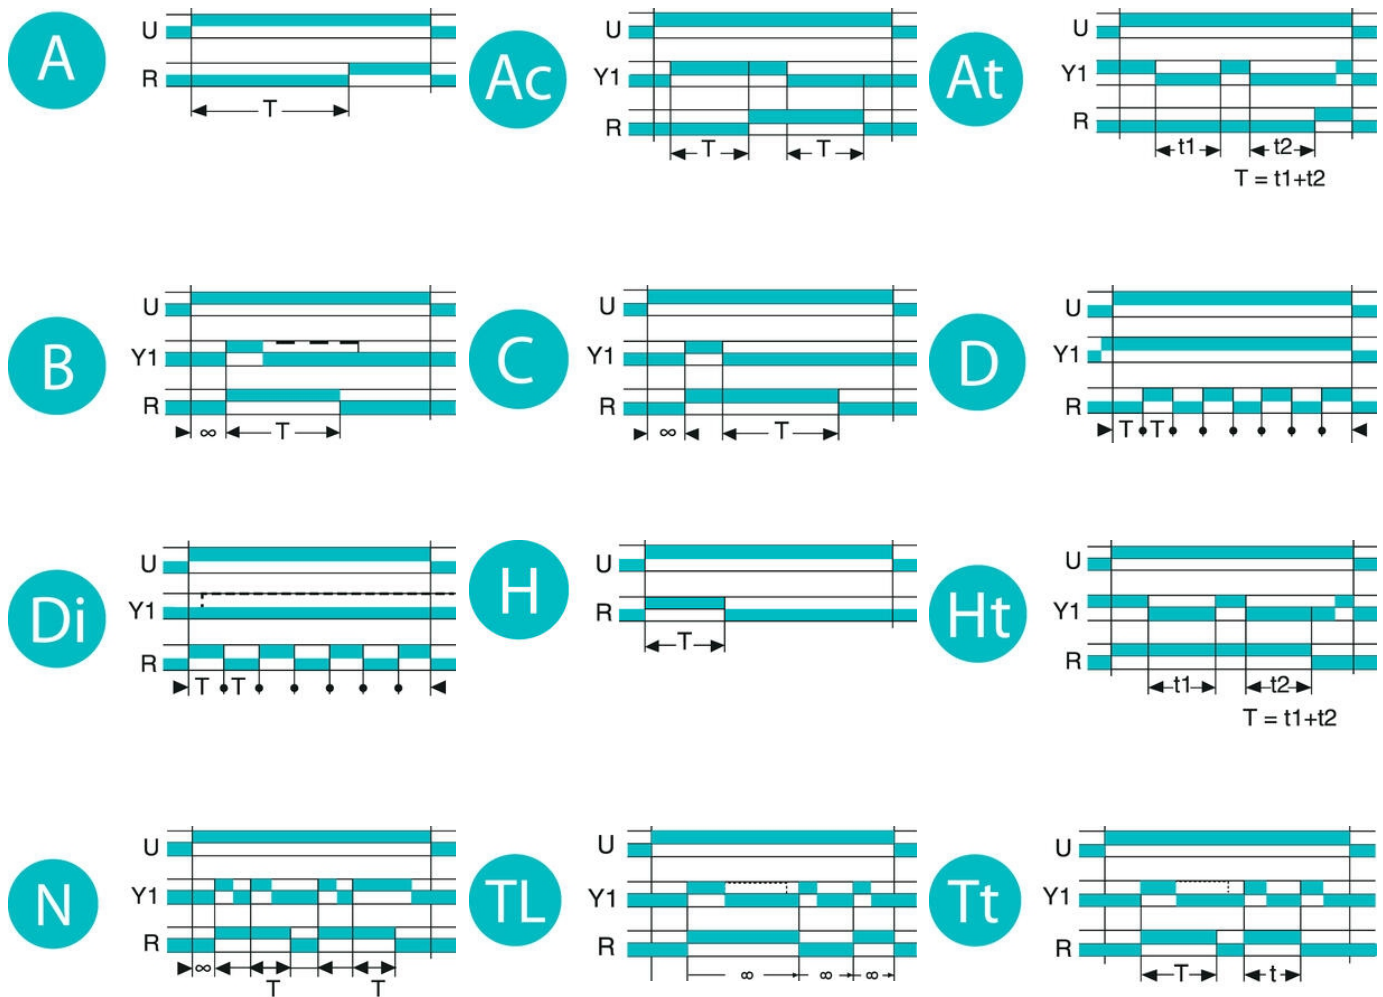 A
U
R
T
Ac
U
Y1
R
T T
At
U
Y1
R
t1 t2
T = t1+t2
B
U
Y1
R
∞ T
C
U
Y1
R
∞ T
D
U
Y1
R
T T
Di
U
Y1
R
T T
H
U
R
T
Ht
U
Y1
R
t1 t2
T = t1+t2
N
U
Y1
R
∞
T T
TL
U
Y1
R
∞ ∞ ∞
Tt
U
Y1
R
T t